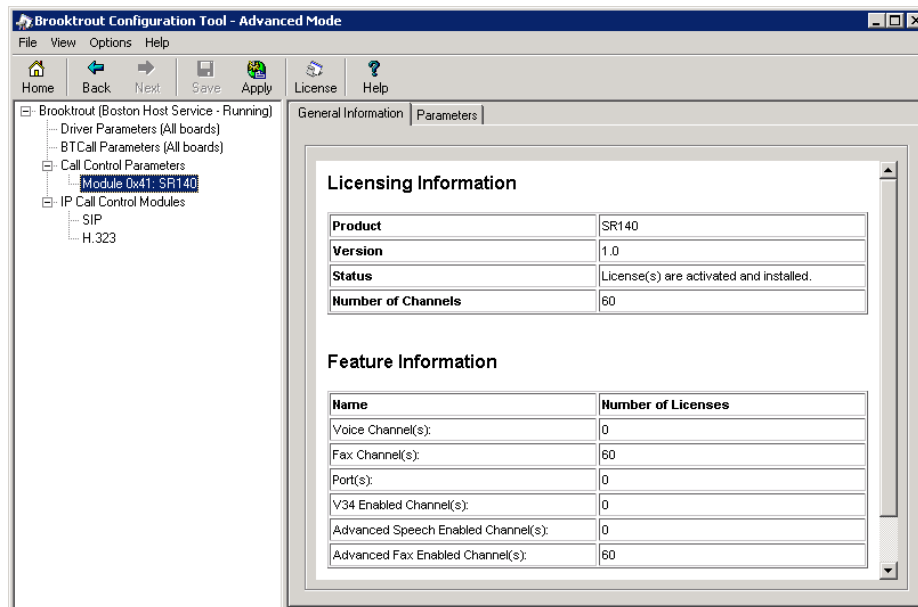 Brooktrout Configuration Tool - Advanced Mode
File View Options Help
Home Back Next Save Apply License Help
Brooktrout (Boston Host Service - Running)
Driver Parameters (All boards)
BTCall Parameters (All boards)
Call Control Parameters
Module 0x41: SR140
IP Call Control Modules
SIP
H.323
General Information Parameters
Licensing Information
Product SR140
Version 1.0
Status License(s) are activated and installed.
Number of Channels 60
Feature Information
Name Number of Licenses
Voice Channel(s): 0
Fax Channel(s): 60
Port(s): 0
V34 Enabled Channel(s): 0
Advanced Speech Enabled Channel(s): 0
Advanced Fax Enabled Channel(s): 60